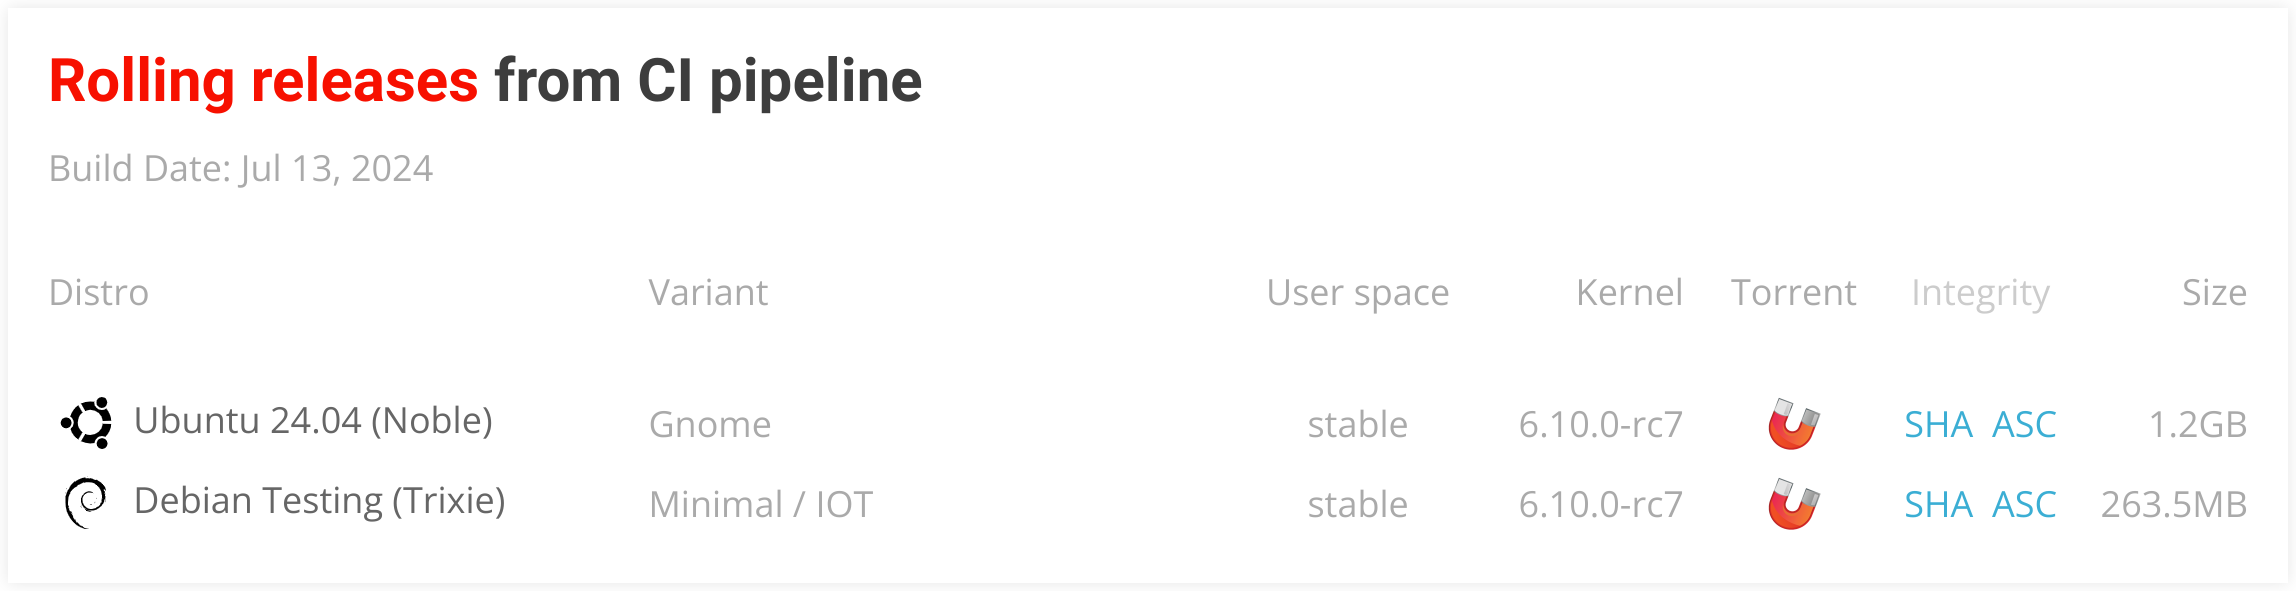 Rolling releases from CI pipeline
Build Date: Jul 13, 2024
Distro Variant User space Kernel Torrent Integrity Size
Ubuntu 24.04 (Noble) Gnome stable 6.10.0-rc7 SHA ASC 1.2GB
Debian Testing (Trixie) Minimal / IOT stable 6.10.0-rc7 SHA ASC 263.5MB